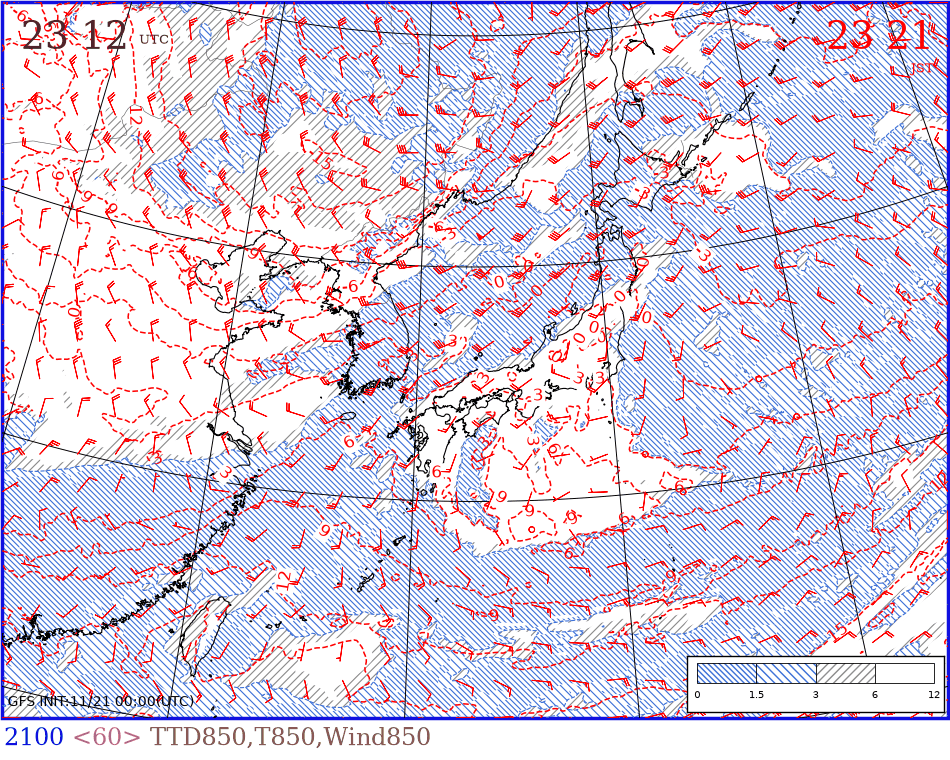 23 12 UTC
23 21
JST
GFS INIT:11/21 00:00(UTC)
0 1.5 3 6 12
2100 <60> TTD850,T850,Wind850